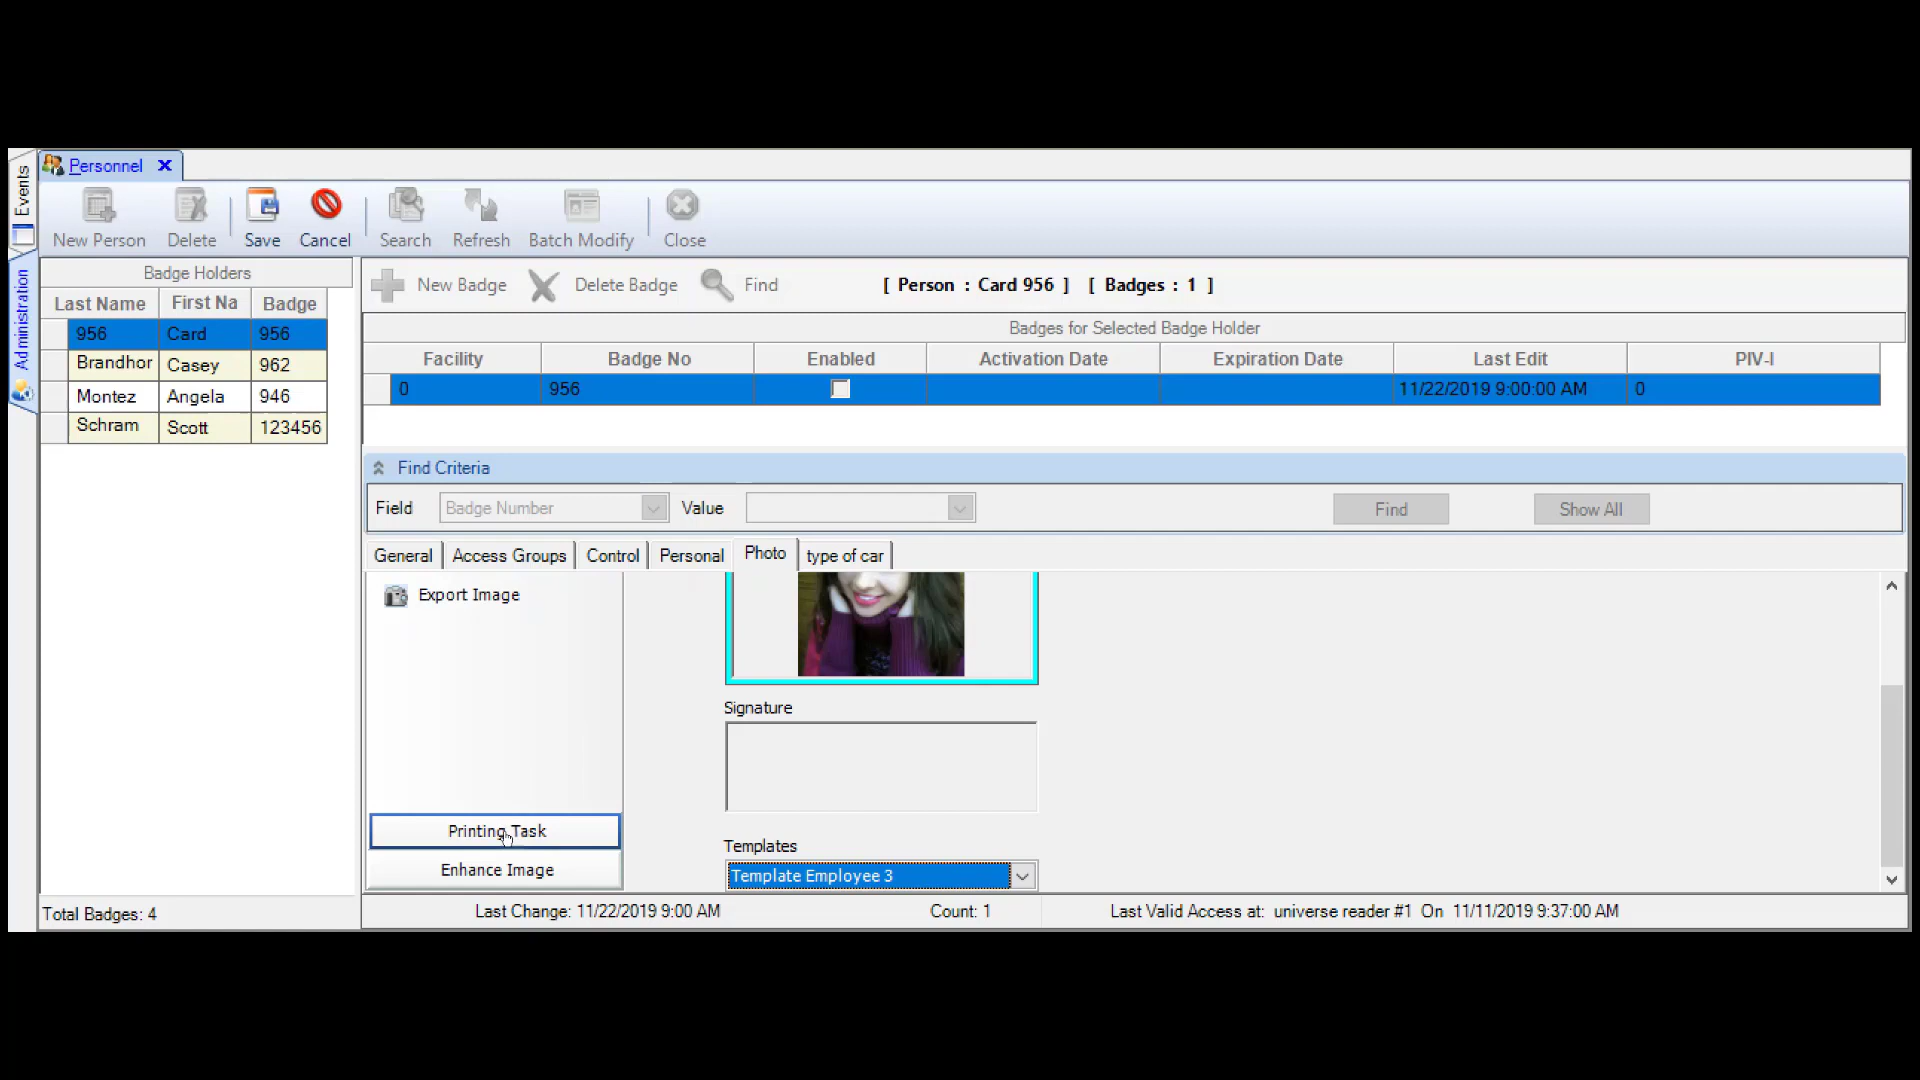 Events
Administration
Personnel
New Person Delete Save Cancel Search Refresh Batch Modify Close
Badge Holders
Last Name First Na Badge
956 Card 956
Brandhor Casey 962
Montez Angela 946
Schram Scott 123456
Total Badges: 4
New Badge Delete Badge Find [ Person : Card 956 ] [ Badges : 1 ]
Badges for Selected Badge Holder
Facility Badge No Enabled Activation Date Expiration Date Last Edit PIV-I
0 956 11/22/2019 9:00:00 AM 0
Find Criteria
Field Badge Number Value Find Show All
General Access Groups Control Personal Photo type of car
Export Image
Signature
Printing Task
Enhance Image
Templates
Template Employee 3
Last Change: 11/22/2019 9:00 AM Count: 1 Last Valid Access at: universe reader #1 On 11/11/2019 9:37:00 AM